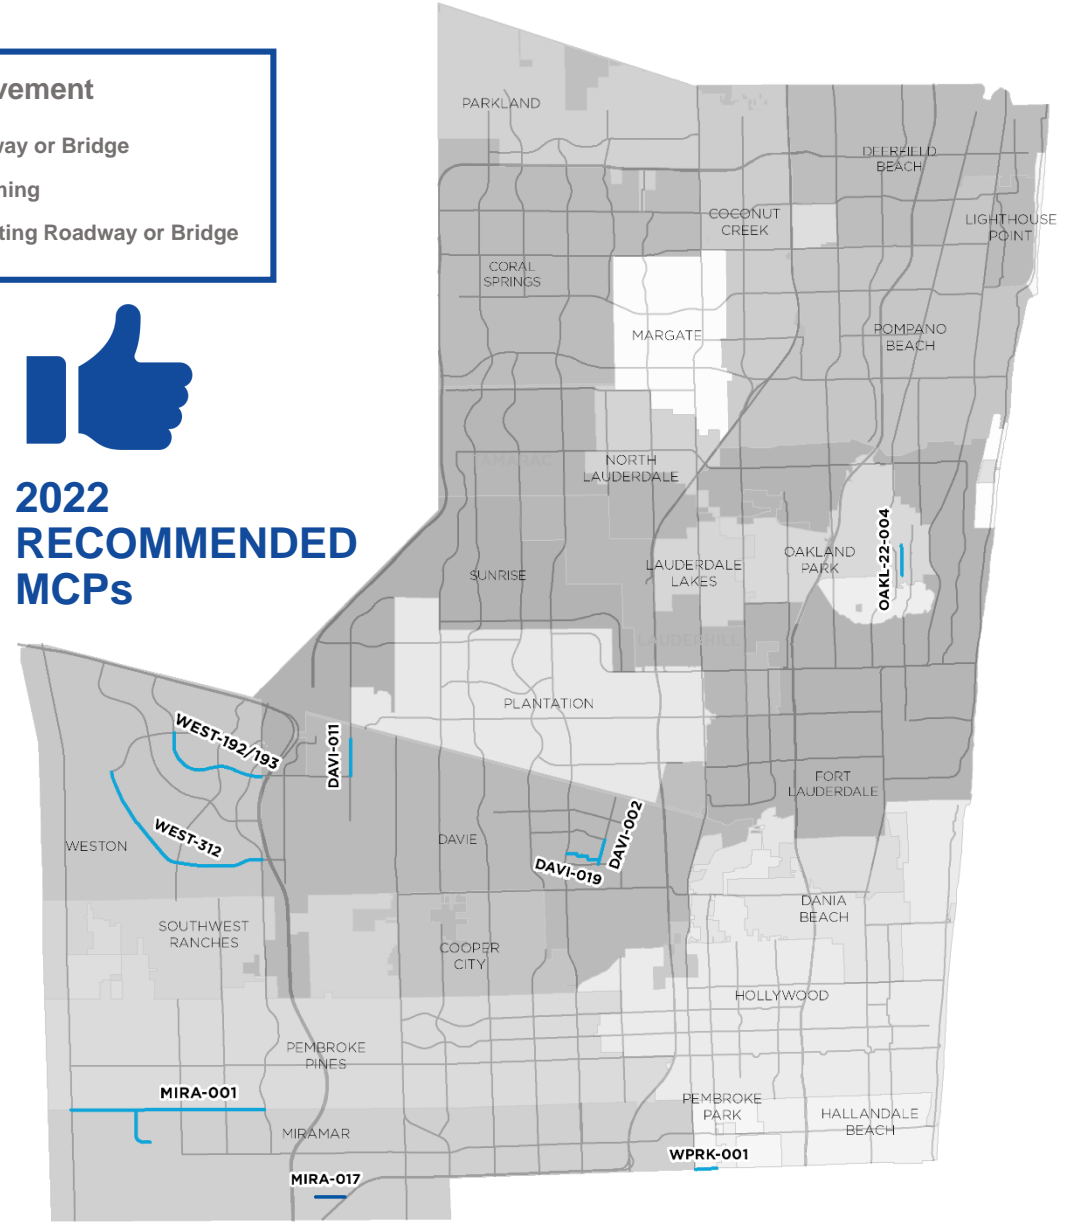 vement
way or Bridge
ning
ting Roadway or Bridge
2022
RECOMMENDED
MCPs
PARKLAND
DEERFIELD
BEACH
COCONUT
CREEK
LIGHTHOUSE
POINT
CORAL
SPRINGS
MARGATE
POMPANO
BEACH
TAMARAC
NORTH
LAUDERDALE
OAKL-22-004
OAKLAND
PARK
LAUDERDALE
LAKES
SUNRISE
LAUDERHILL
PLANTATION
WEST-192/193
DAVI-011
FORT
LAUDERDALE
WEST-312
WESTON
DAVIE
DAVI-002
DAVI-019
DANIA
BEACH
SOUTHWEST
RANCHES
COOPER
CITY
HOLLYWOOD
PEMBROKE
PINES
MIRA-001
PEMBROKE
PARK
HALLANDALE
BEACH
MIRAMAR
WPRK-001
MIRA-017